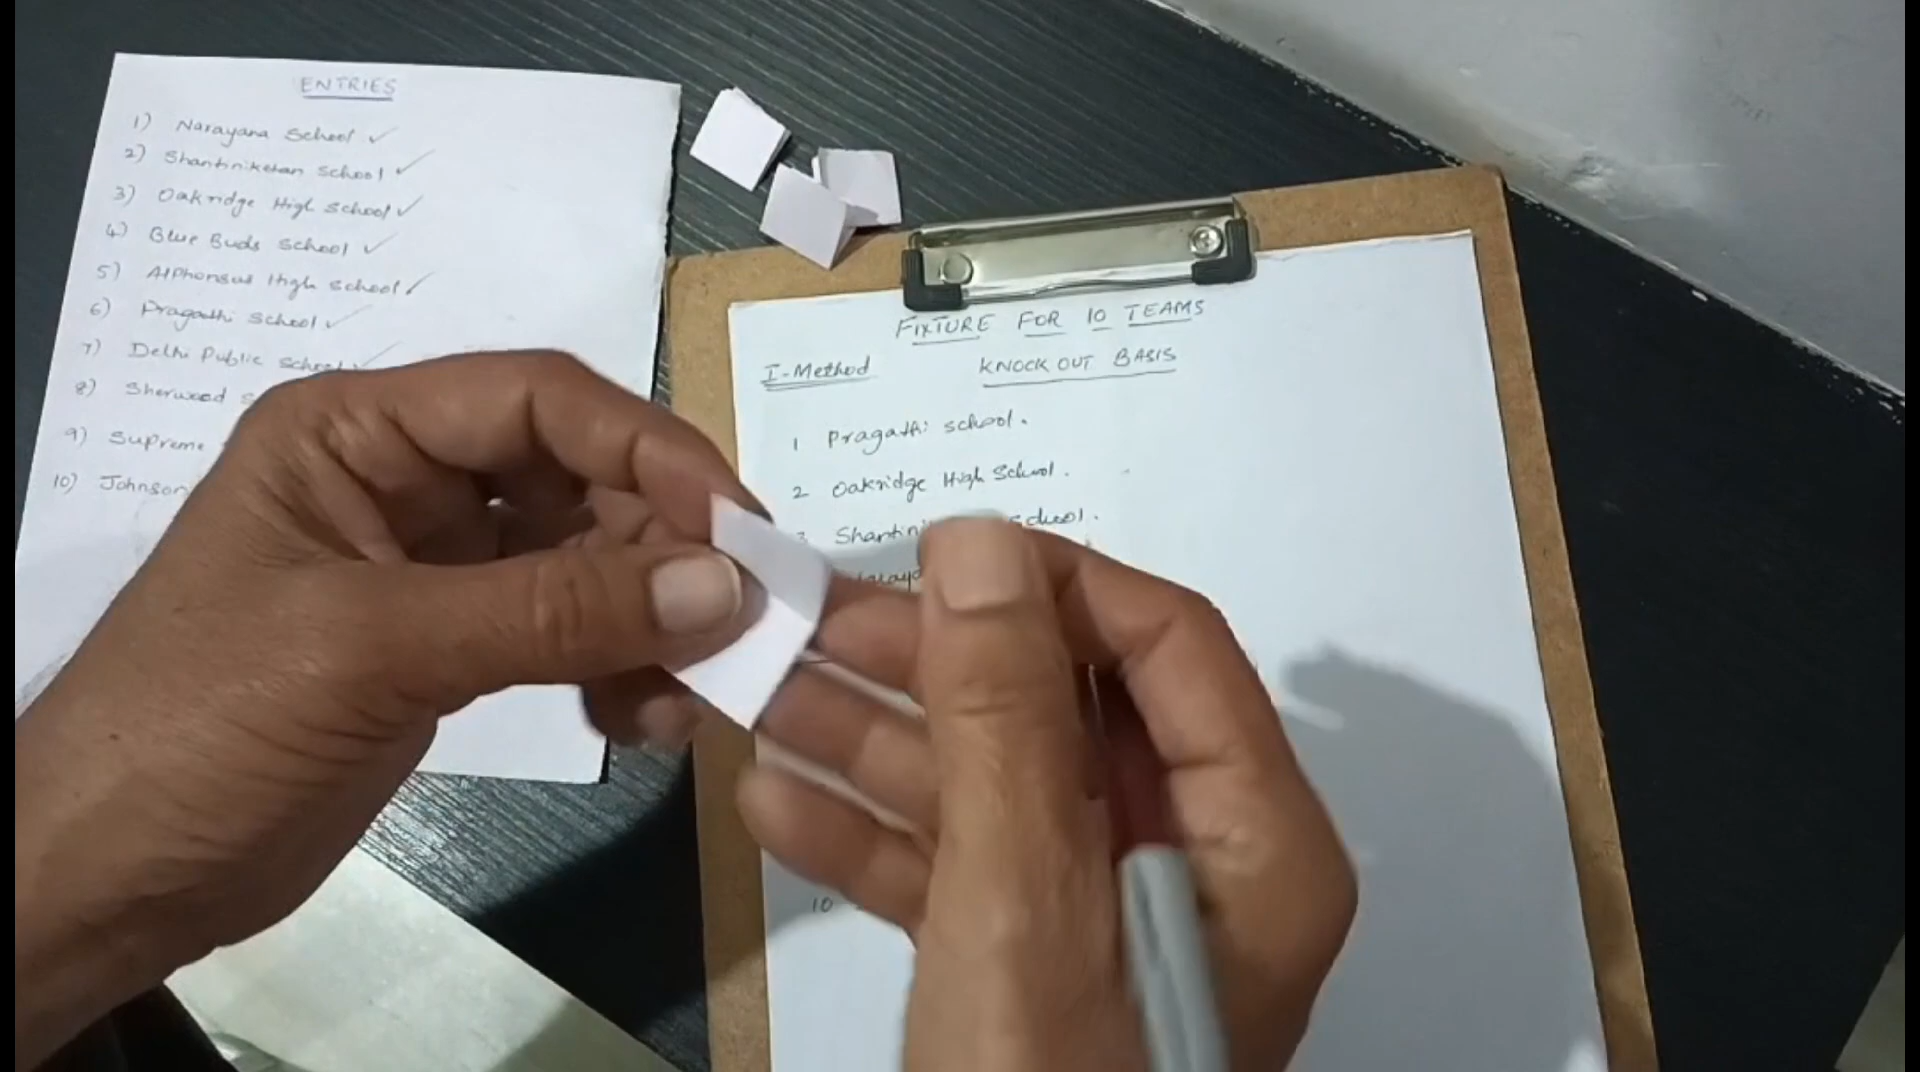 ENTRIES
1) Narayana School ✓
2) Shantiniketan School ✓
3) Oakridge High School ✓
4) Blue Buds School ✓
5) Alphonsus High School ✓
6) Pragathi School ✓
7) Delhi Public School ✓
8) Sherwood
9) Supreme
10) Johnson
FIXTURE FOR 10 TEAMS
I-Method KNOCK OUT BASIS
1 Pragathi school.
2 Oakridge High School.
3 School.
10